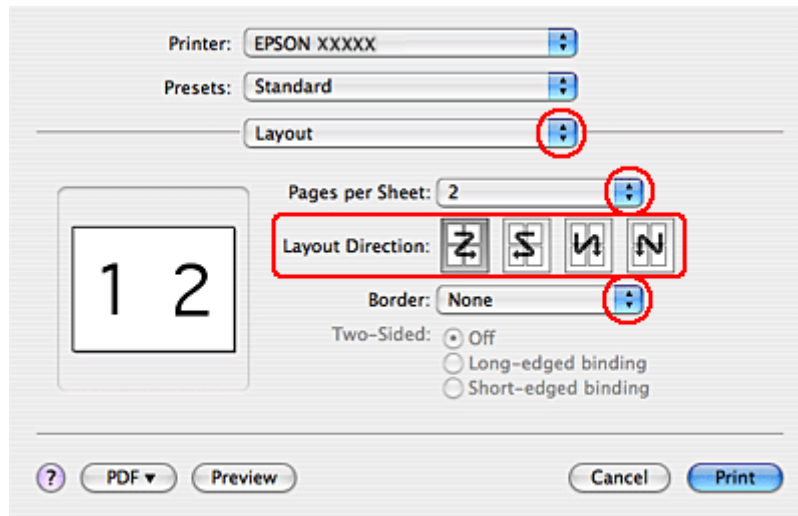 Printer: EPSON XXXXX
Presets: Standard
Layout
Pages per Sheet: 2
Layout Direction:
Border: None
Two-Sided: Off
Long-edged binding
Short-edged binding
1 2
? PDF▼ Preview Cancel Print